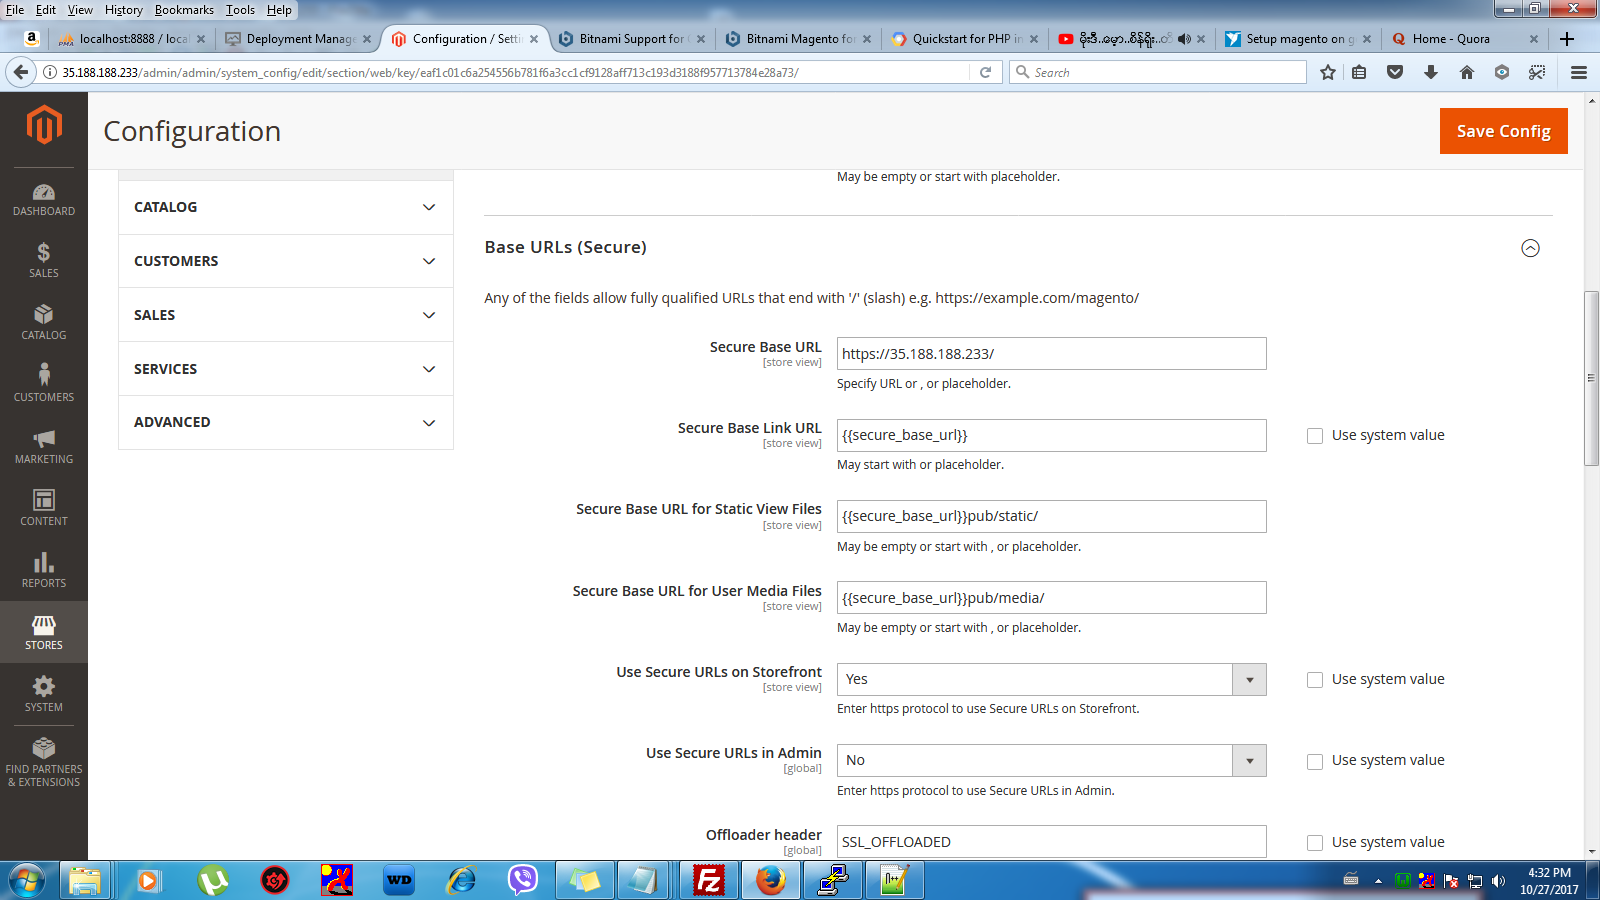 File Edit View History Bookmarks Tools Help
localhost:8888 / local
Deployment Manage
Configuration / Setti
Bitnami Support for
Bitnami Magento fo
Quickstart for PHP in
Setup magento on g
Home - Quora
35.188.188.233/admin/admin/system_config/edit/section/web/key/eaf1c01c6a254556b781f6a3cc1cf9128aff713c193d3188f957713784e28a73/
Search
Configuration
Save Config
DASHBOARD
SALES
CATALOG
CUSTOMERS
MARKETING
CONTENT
REPORTS
STORES
SYSTEM
FIND PARTNERS
& EXTENSIONS
CATALOG
CUSTOMERS
SALES
SERVICES
ADVANCED
May be empty or start with placeholder.
Base URLs (Secure)
Any of the fields allow fully qualified URLs that end with '/' (slash) e.g. https://example.com/magento/
Secure Base URL
[store view]
https://35.188.188.233/
Specify URL or , or placeholder.
Secure Base Link URL
[store view]
{{secure_base_url}}
Use system value
May start with or placeholder.
Secure Base URL for Static View Files
[store view]
{{secure_base_url}}pub/static/
May be empty or start with , or placeholder.
Secure Base URL for User Media Files
[store view]
{{secure_base_url}}pub/media/
May be empty or start with , or placeholder.
Use Secure URLs on Storefront
[store view]
Yes
Use system value
Enter https protocol to use Secure URLs on Storefront.
Use Secure URLs in Admin
[global]
No
Use system value
Enter https protocol to use Secure URLs in Admin.
Offloader header
[global]
SSL_OFFLOADED
Use system value
4:32 PM
10/27/2017